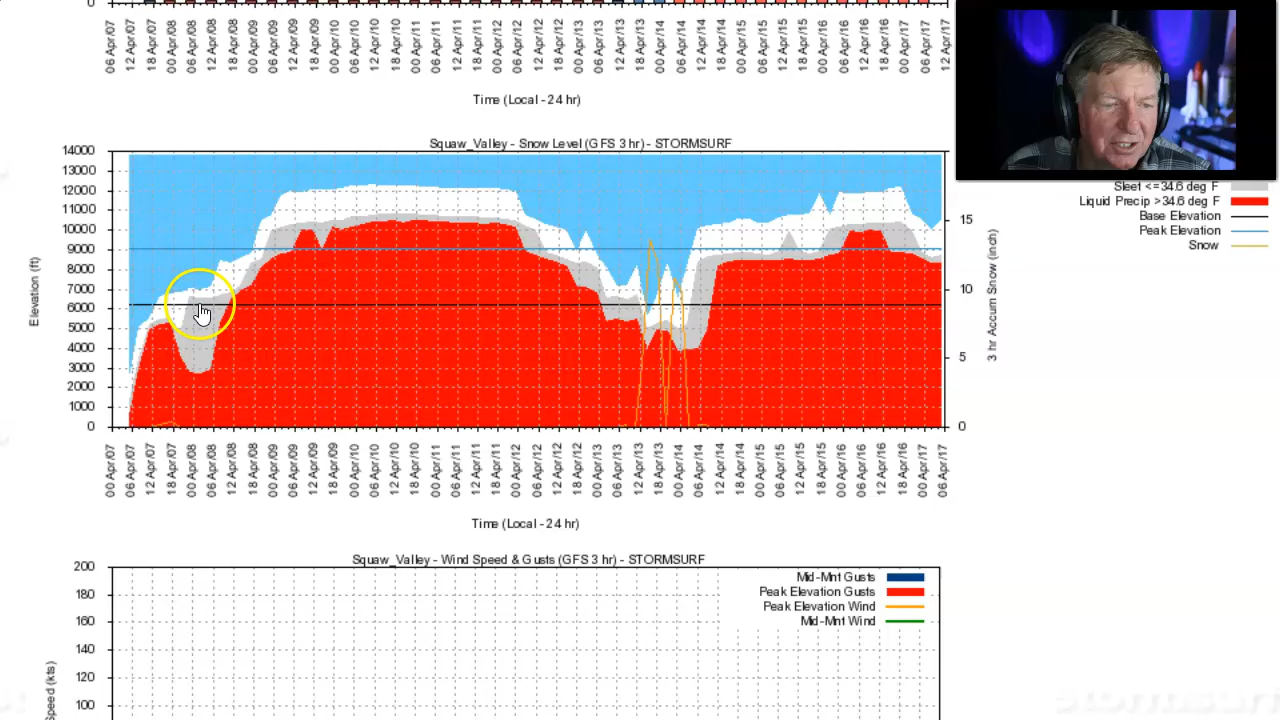 0
06 Apr/07 12 Apr/07 18 Apr/07 00 Apr/08 06 Apr/08 12 Apr/08 18 Apr/08 00 Apr/09 06 Apr/09 12 Apr/09 18 Apr/09 00 Apr/10 06 Apr/10 12 Apr/10 18 Apr/10 00 Apr/11 06 Apr/11 12 Apr/11 18 Apr/11 00 Apr/12 06 Apr/12 12 Apr/12 18 Apr/12 00 Apr/13 06 Apr/13 12 Apr/13 18 Apr/13 00 Apr/14 06 Apr/14 12 Apr/14 18 Apr/14 00 Apr/15 06 Apr/15 12 Apr/15 18 Apr/15 00 Apr/16 06 Apr/16 12 Apr/16 18 Apr/16 00 Apr/17 06 Apr/17 12 Apr/17
Time (Local - 24 hr)
Squaw_Valley - Snow Level (GFS 3 hr) - STORMSURF
Sleet <=34.6 deg F
Liquid Precip >34.6 deg F
Base Elevation
Peak Elevation
Snow
Elevation (ft)
14000
13000
12000
11000
10000
9000
8000
7000
6000
5000
4000
3000
2000
1000
0
15
10
5
0
3 hr Accum Snow (inch)
00 Apr/07 06 Apr/07 12 Apr/07 18 Apr/07 00 Apr/08 06 Apr/08 12 Apr/08 18 Apr/08 00 Apr/09 06 Apr/09 12 Apr/09 18 Apr/09 00 Apr/10 06 Apr/10 12 Apr/10 18 Apr/10 00 Apr/11 06 Apr/11 12 Apr/11 18 Apr/11 00 Apr/12 06 Apr/12 12 Apr/12 18 Apr/12 00 Apr/13 06 Apr/13 12 Apr/13 18 Apr/13 00 Apr/14 06 Apr/14 12 Apr/14 18 Apr/14 00 Apr/15 06 Apr/15 12 Apr/15 18 Apr/15 00 Apr/16 06 Apr/16 12 Apr/16 18 Apr/16 00 Apr/17 06 Apr/17
Time (Local - 24 hr)
Squaw_Valley - Wind Speed & Gusts (GFS 3 hr) - STORMSURF
Mid-Mnt Gusts
Peak Elevation Gusts
Peak Elevation Wind
Mid-Mnt Wind
200
180
160
140
120
100
Speed (kts)
stormsurf